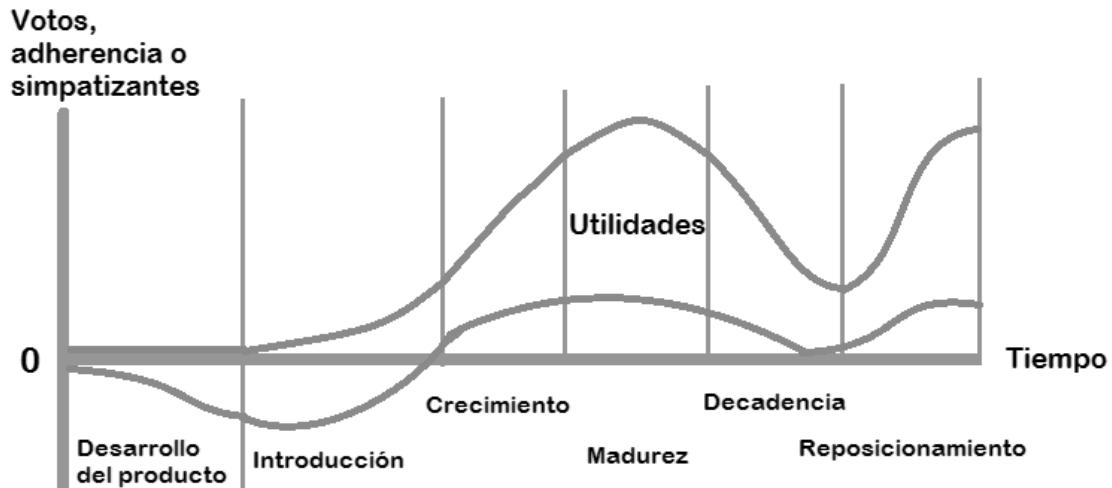 Votos,
adherencia o
simpatizantes
Utilidades
0
Tiempo
Crecimiento
Decadencia
Desarrollo
del producto
Introducción
Madurez
Reposicionamiento